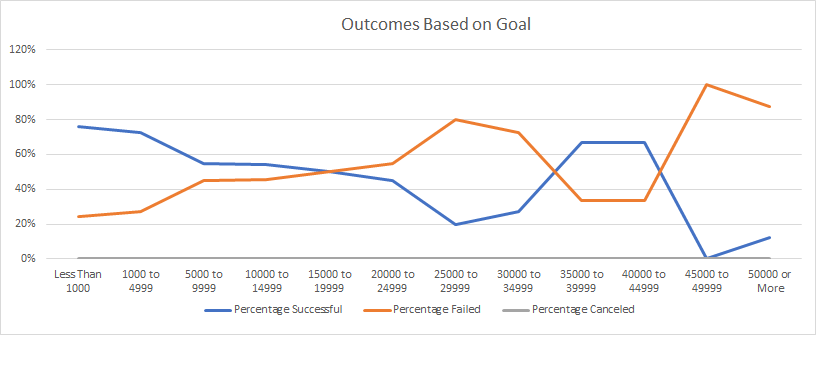 Outcomes Based on Goal
120%
100%
80%
60%
40%
20%
0%
Less Than 1000 to 5000 to 10000 to 15000 to 20000 to 25000 to 30000 to 35000 to 40000 to 45000 to 50000 or
1000 4999 9999 14999 19999 24999 29999 34999 39999 44999 49999 More
Percentage Successful Percentage Failed Percentage Canceled